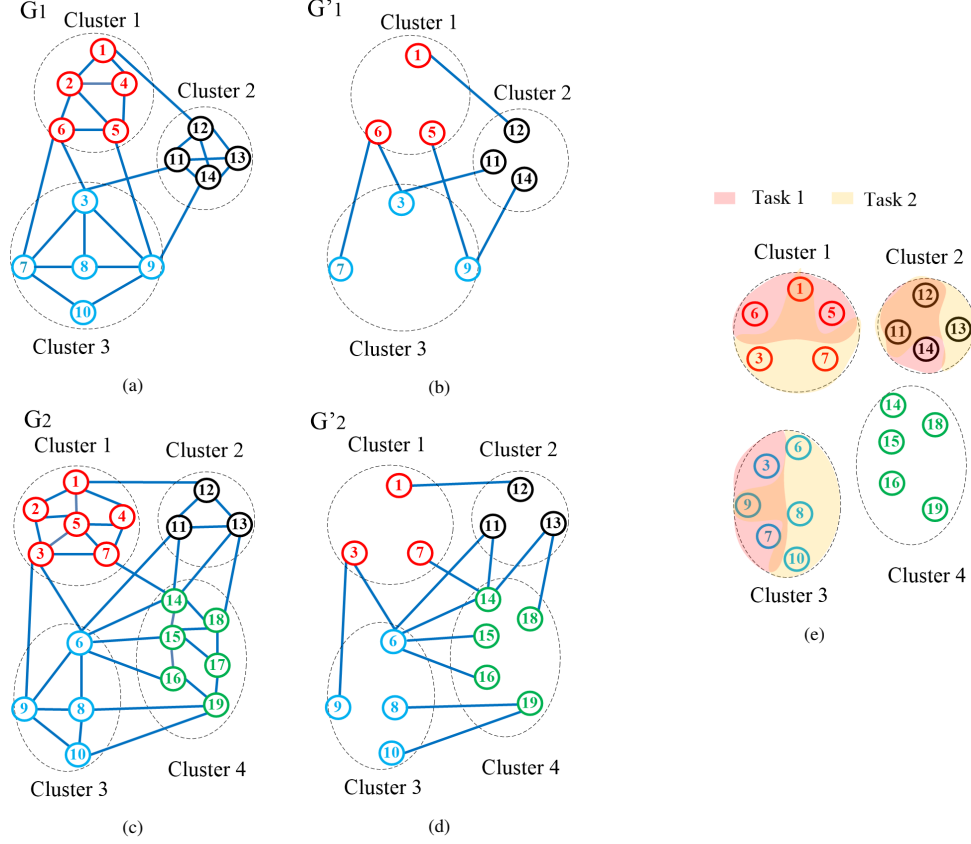 G1
Cluster 1
1
2
4
6
5
Cluster 2
12
11
13
14
3
7
8
9
10
Cluster 3
(a)
G'1
Cluster 1
1
6
5
Cluster 2
12
11
14
3
7
9
Cluster 3
(b)
G2
Cluster 1
1
2
5
4
3
7
Cluster 2
12
11
13
14
18
15
17
16
19
6
9
8
10
Cluster 3
Cluster 4
(c)
G'2
Cluster 1
1
3
7
Cluster 2
12
11
13
14
18
15
16
19
6
9
8
10
Cluster 3
Cluster 4
(d)
Task 1
Task 2
Cluster 1
1
6
5
3
7
Cluster 2
12
11
13
14
6
3
9
8
7
10
Cluster 3
14
18
15
16
19
Cluster 4
(e)